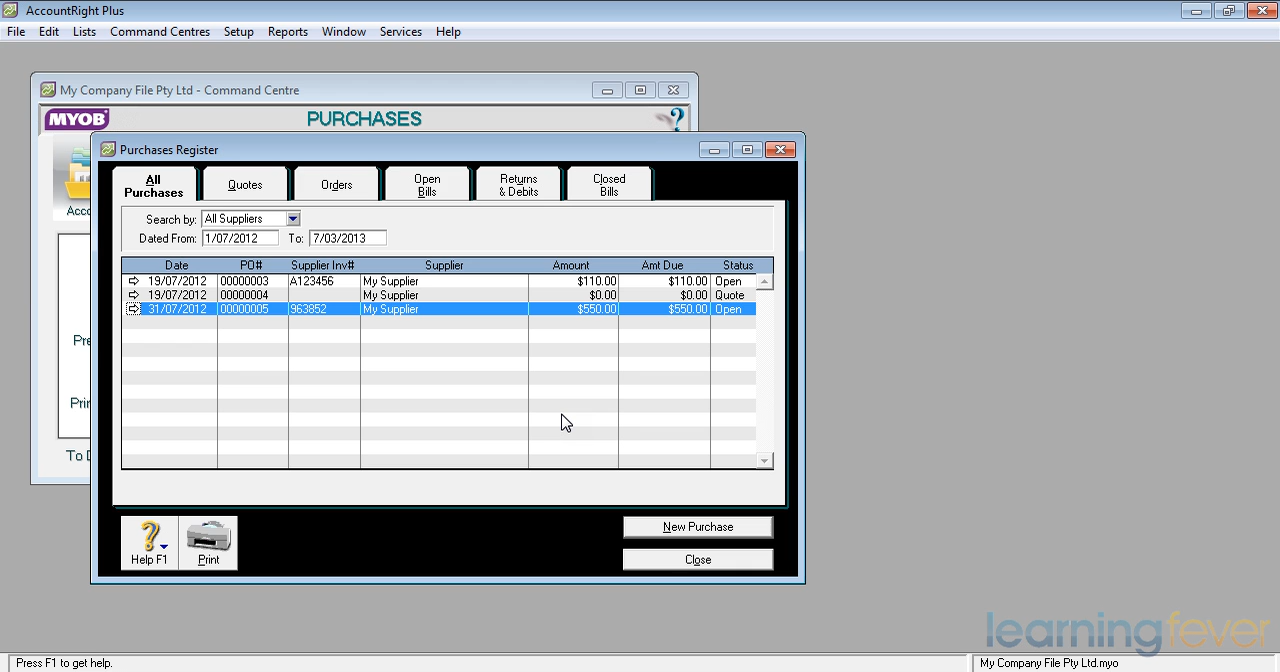 AccountRight Plus
File Edit Lists Command Centres Setup Reports Window Services Help
My Company File Pty Ltd - Command Centre
MYOB PURCHASES ?
Purchases Register
All Purchases Quotes Orders Open Bills Returns & Debits Closed Bills
Search by: All Suppliers
Dated From: 1/07/2012 To: 7/03/2013
Date PO# Supplier Inv# Supplier Amount Amt Due Status
19/07/2012 00000003 A123456 My Supplier $110.00 $110.00 Open
19/07/2012 00000004 My Supplier $0.00 $0.00 Quote
31/07/2012 00000005 963852 My Supplier $550.00 $550.00 Open
New Purchase
Help F1 Print Close
learningfever
Press F1 to get help. My Company File Pty Ltd.myo